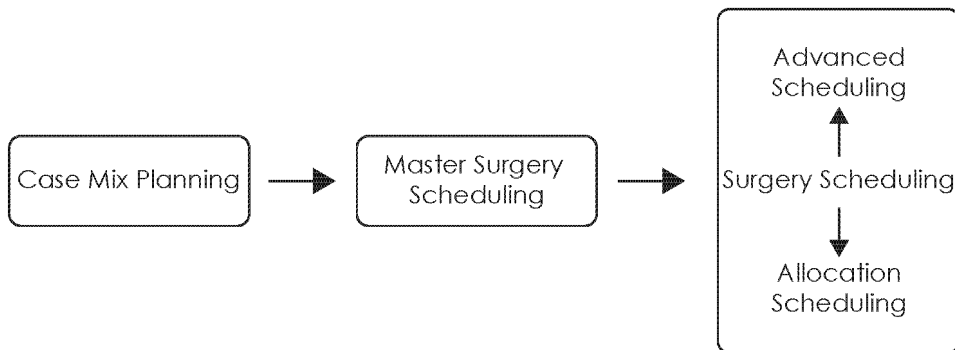 Case Mix Planning
Master Surgery
Scheduling
Advanced
Scheduling
Surgery Scheduling
Allocation
Scheduling